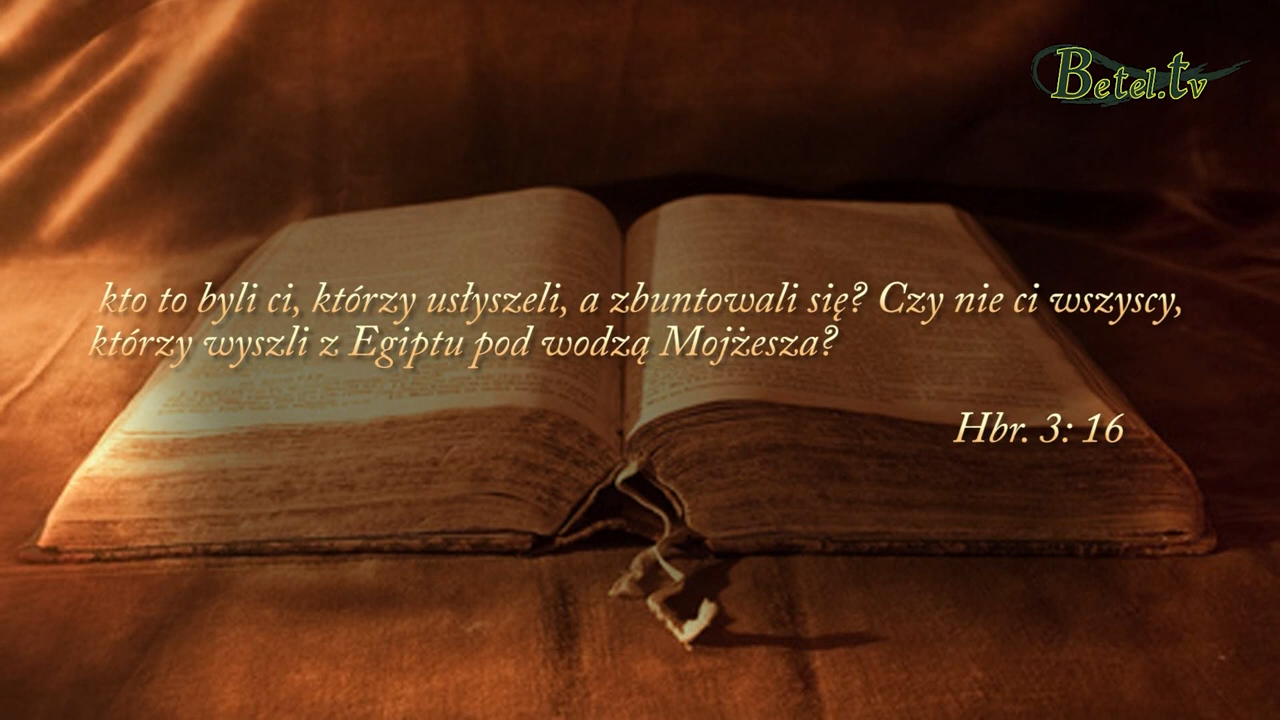 Betel.tv
kto to byli ci, którzy usłyszeli, a zbuntowali się? Czy nie ci wszyscy,
którzy wyszli z Egiptu pod wodzą Mojżesza?
Hbr. 3: 16